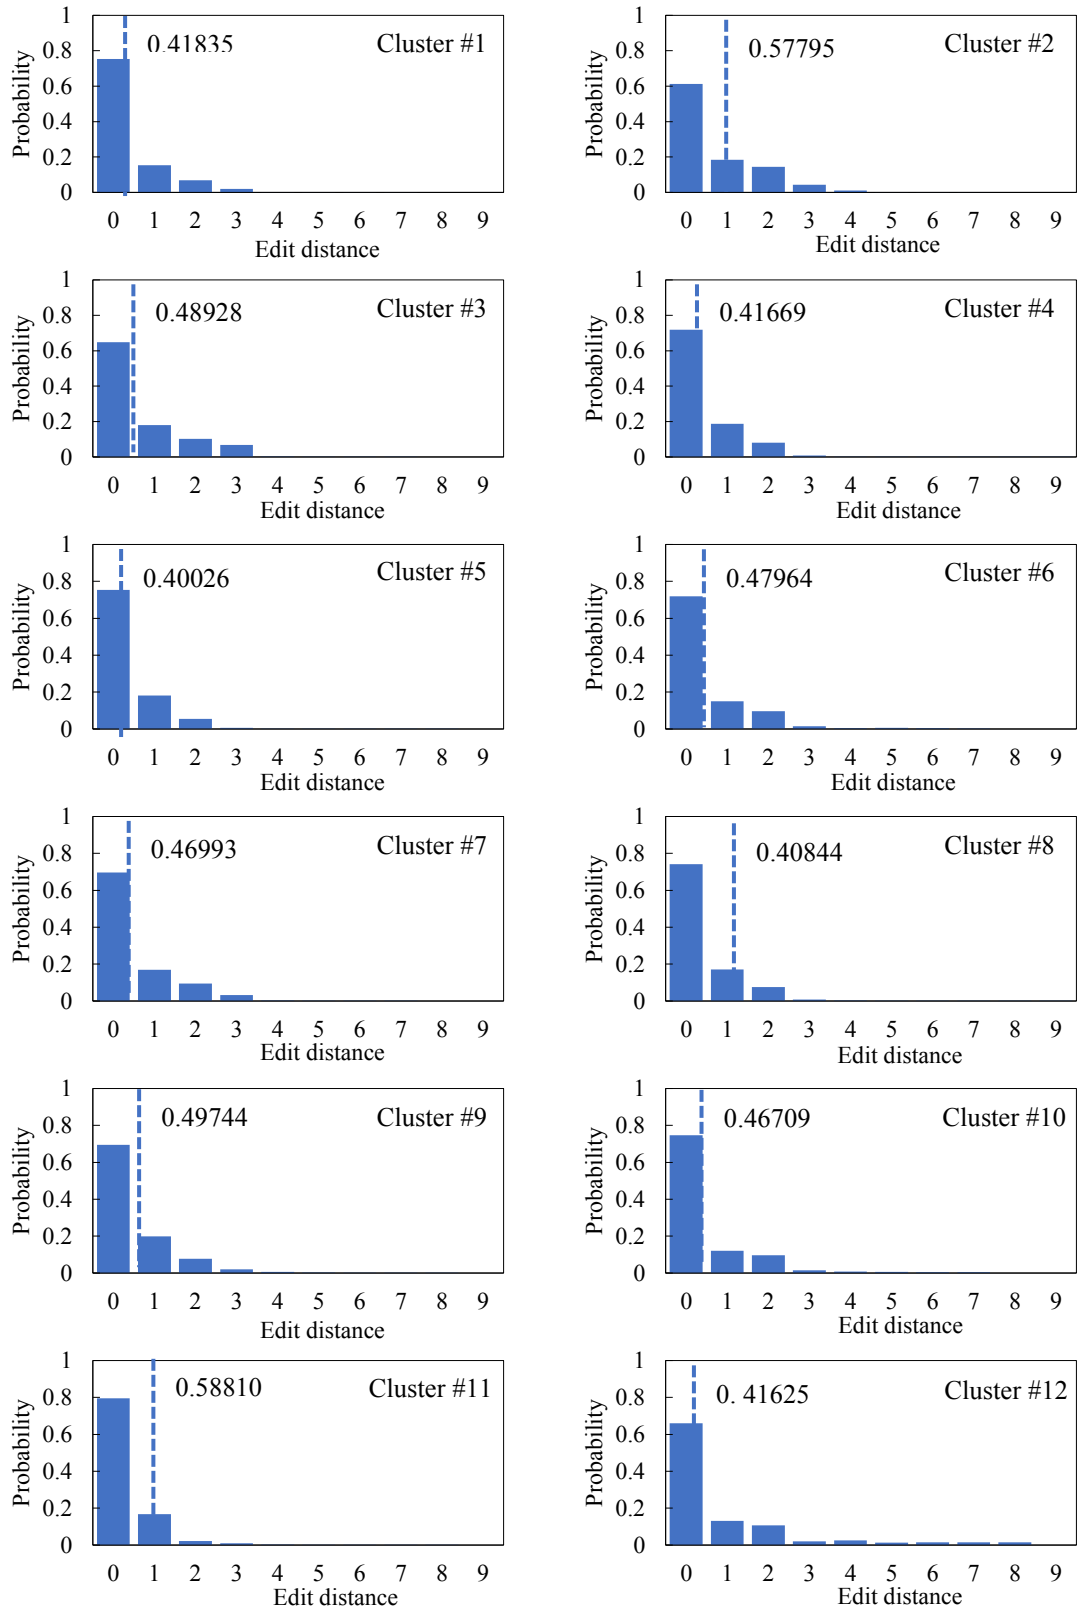 1
0.41835
Cluster #1
0.8
0.6
0.4
0.2
0
Probability
0 1 2 3 4 5 6 7 8 9
Edit distance
1
0.57795
Cluster #2
0.8
0.6
0.4
0.2
0
Probability
0 1 2 3 4 5 6 7 8 9
Edit distance
1
0.48928
Cluster #3
0.8
0.6
0.4
0.2
0
Probability
0 1 2 3 4 5 6 7 8 9
Edit distance
1
0.41669
Cluster #4
0.8
0.6
0.4
0.2
0
Probability
0 1 2 3 4 5 6 7 8 9
Edit distance
1
0.40026
Cluster #5
0.8
0.6
0.4
0.2
0
Probability
0 1 2 3 4 5 6 7 8 9
Edit distance
1
0.47964
Cluster #6
0.8
0.6
0.4
0.2
0
Probability
0 1 2 3 4 5 6 7 8 9
Edit distance
1
0.46993
Cluster #7
0.8
0.6
0.4
0.2
0
Probability
0 1 2 3 4 5 6 7 8 9
Edit distance
1
0.40844
Cluster #8
0.8
0.6
0.4
0.2
0
Probability
0 1 2 3 4 5 6 7 8 9
Edit distance
1
0.49744
Cluster #9
0.8
0.6
0.4
0.2
0
Probability
0 1 2 3 4 5 6 7 8 9
Edit distance
1
0.46709
Cluster #10
0.8
0.6
0.4
0.2
0
Probability
0 1 2 3 4 5 6 7 8 9
Edit distance
1
0.58810
Cluster #11
0.8
0.6
0.4
0.2
0
Probability
0 1 2 3 4 5 6 7 8 9
Edit distance
1
0. 41625
Cluster #12
0.8
0.6
0.4
0.2
0
Probability
0 1 2 3 4 5 6 7 8 9
Edit distance